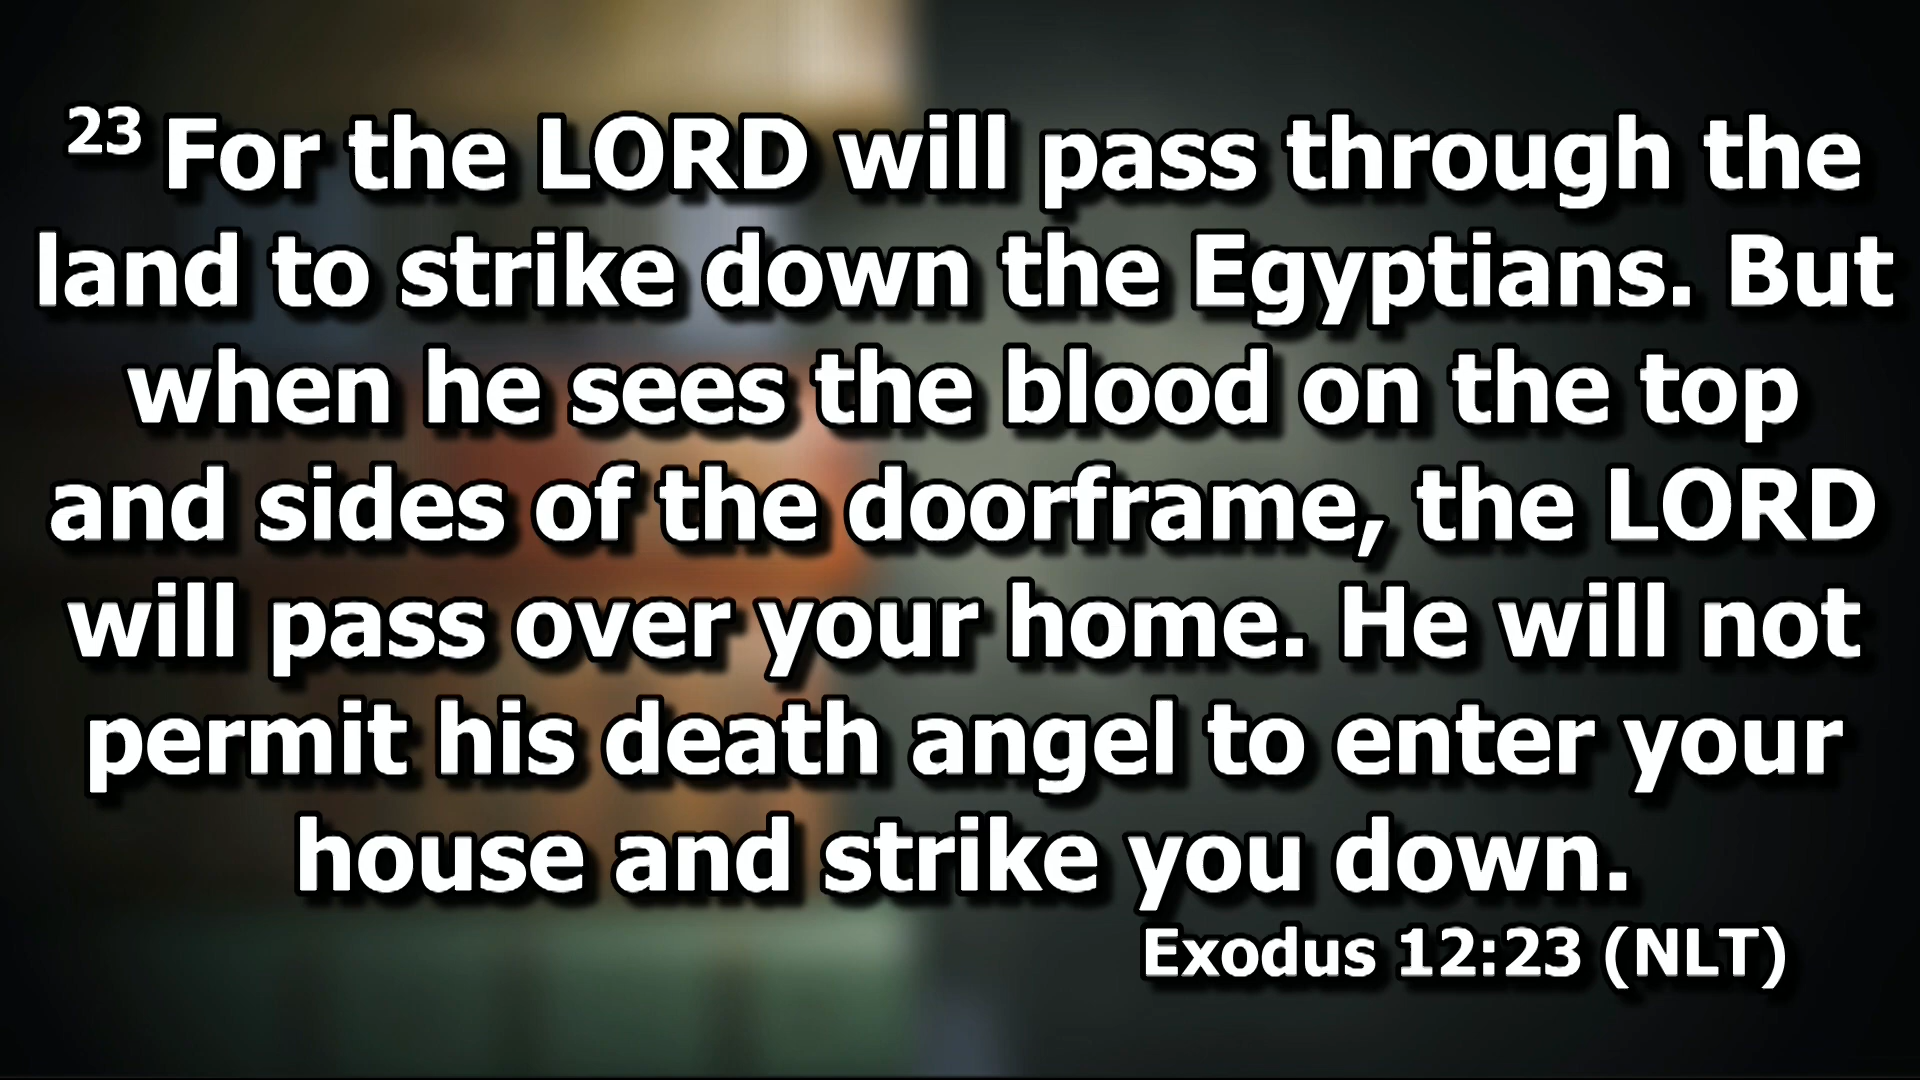 23 For the LORD will pass through the
land to strike down the Egyptians. But
when he sees the blood on the top
and sides of the doorframe, the LORD
will pass over your home. He will not
permit his death angel to enter your
house and strike you down.
Exodus 12:23 (NLT)